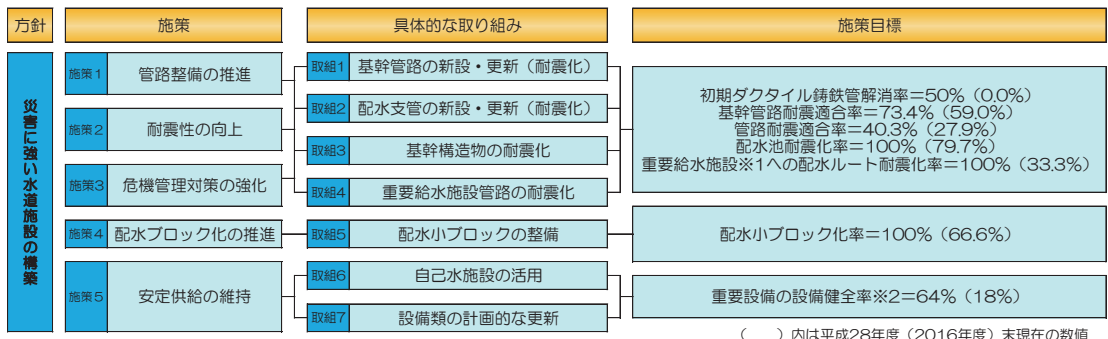 方針
施策
具体的な取り組み
施策目標
災害に強い水道施設の構築
施策1 管路整備の推進
施策2 耐震性の向上
施策3 危機管理対策の強化
施策4 配水ブロック化の推進
施策5 安定供給の維持
取組1 基幹管路の新設・更新（耐震化）
取組2 配水支管の新設・更新（耐震化）
取組3 基幹構造物の耐震化
取組4 重要給水施設管路の耐震化
取組5 配水小ブロックの整備
取組6 自己水施設の活用
取組7 設備類の計画的な更新
初期ダクタイル鋳鉄管解消率＝50%（0.0%）
基幹管路耐震適合率＝73.4%（59.0%）
管路耐震適合率＝40.3%（27.9%）
配水池耐震化率＝100%（79.7%）
重要給水施設※1への配水ルート耐震化率＝100%（33.3%）
配水小ブロック化率＝100%（66.6%）
重要設備の設備健全率※2＝64%（18%）
（　　）内は平成28年度（2016年度）末現在の数値